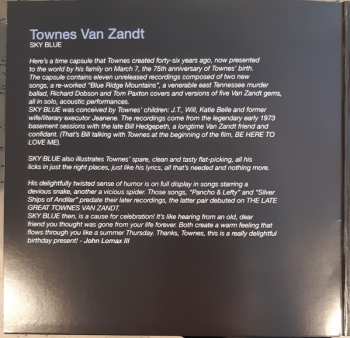 Townes Van Zandt
SKY BLUE
Here's a time capsule that Townes created forty-six years ago, now presented
to the world by his family on March 7, the 75th anniversary of Townes' birth.
The capsule contains eleven unreleased recordings composed of two new
songs, a re-worked "Blue Ridge Mountains", a venerable east Tennessee murder
ballad, Richard Dobson and Tom Paxton covers and versions of five Van Zandt gems,
all in solo, acoustic performances.
SKY BLUE was conceived by Townes' children: J.T., Will, Katie Belle and former
wife/literary executor Jeanene. The recordings come from the legendary early 1973
basement sessions with the late Bill Hedgepeth, a longtime Van Zandt friend and
confidant. (That's Bill talking with Townes at the beginning of the film, BE HERE TO
LOVE ME).
SKY BLUE also illustrates Townes' spare, clean and tasty flat-picking, all his
licks in just the right places, just like his lyrics, all that's needed and nothing more.
His delightfully twisted sense of humor is on full display in songs starring a
devious snake, another a vicious spider. Those songs, "Pancho & Lefty" and "Silver
Ships of Andilar" predate their later recordings, the latter pair debuted on THE LATE
GREAT TOWNES VAN ZANDT.
SKY BLUE then, is a cause for celebration! It's like hearing from an old, dear
friend you thought was gone from your life forever. Both create a warm feeling that
flows through you like a summer Thursday. Thanks, Townes, this is a really delightful
birthday present! - John Lomax III